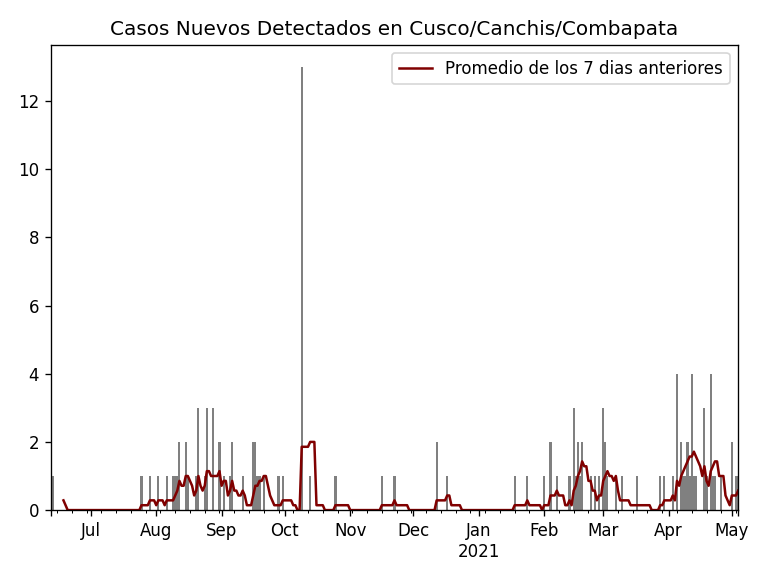 Casos Nuevos Detectados en Cusco/Canchis/Combapata
Promedio de los 7 dias anteriores
12
10
8
6
4
2
0
Jul Aug Sep Oct Nov Dec Jan Feb Mar Apr May
2021